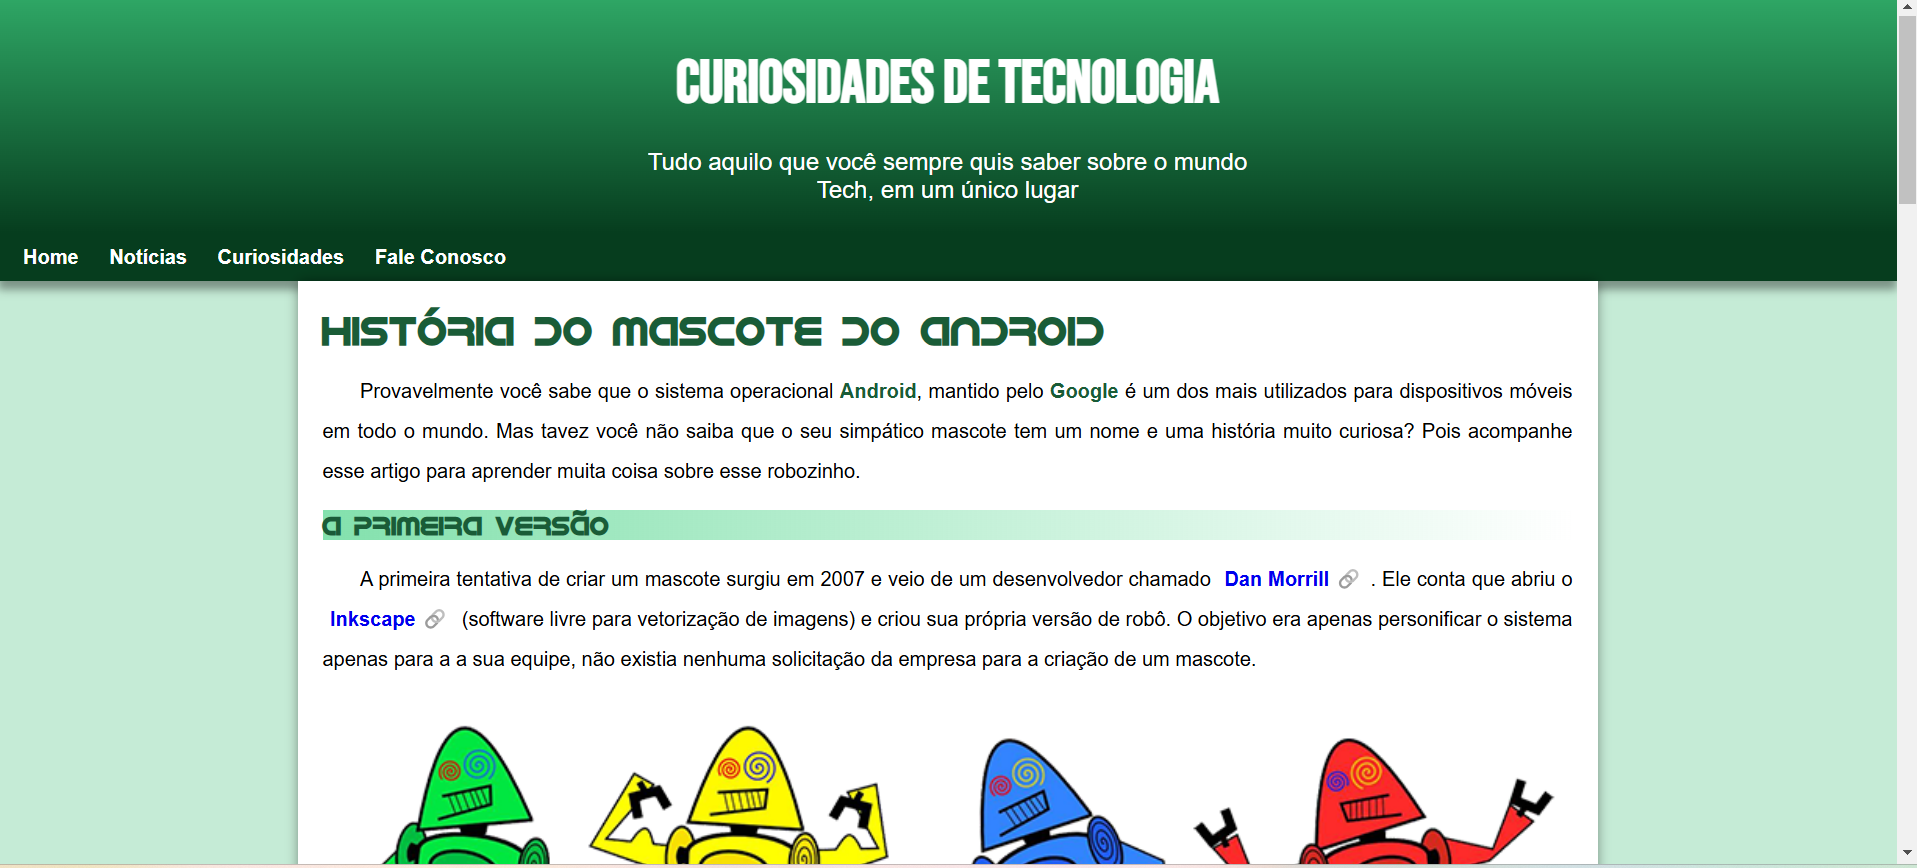 CURIOSIDADES DE TECNOLOGIA
Tudo aquilo que você sempre quis saber sobre o mundo
Tech, em um único lugar
Home Notícias Curiosidades Fale Conosco
História do Mascote do Android
Provavelmente você sabe que o sistema operacional Android, mantido pelo Google é um dos mais utilizados para dispositivos móveis
em todo o mundo. Mas tavez você não saiba que o seu simpático mascote tem um nome e uma história muito curiosa? Pois acompanhe
esse artigo para aprender muita coisa sobre esse robozinho.
A primeira versão
A primeira tentativa de criar um mascote surgiu em 2007 e veio de um desenvolvedor chamado Dan Morrill . Ele conta que abriu o
Inkscape (software livre para vetorização de imagens) e criou sua própria versão de robô. O objetivo era apenas personificar o sistema
apenas para a a sua equipe, não existia nenhuma solicitação da empresa para a criação de um mascote.